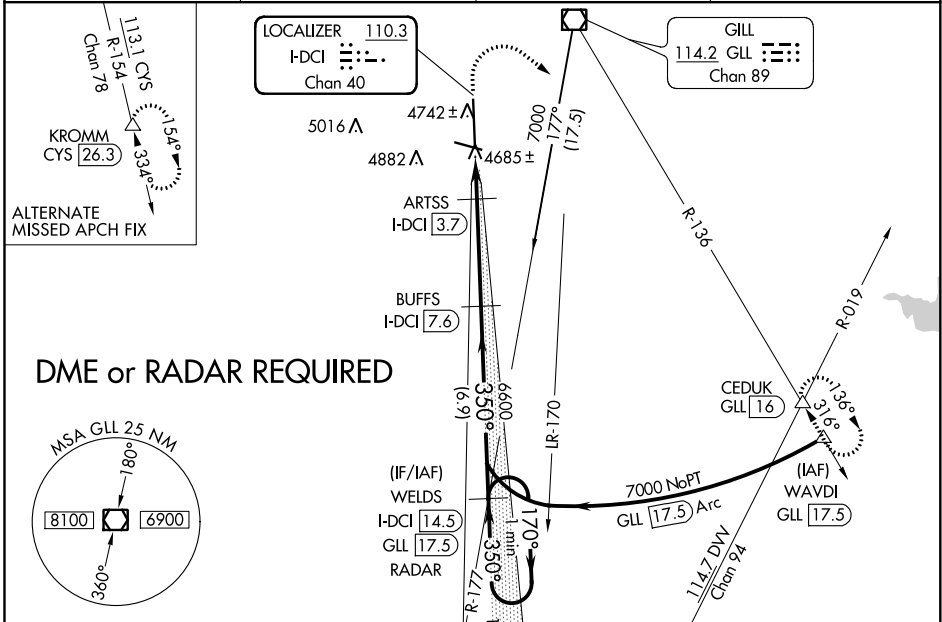 113.1 CYS
R-154
Chan 78
KROMM
CYS 26.3
154°
334°
ALTERNATE
MISSED APCH FIX
LOCALIZER 110.3
I-DCI
Chan 40
GILL
114.2 GLL
Chan 89
5016
4742 ±
4882
4685 ±
7000
177°
(17.5)
ARTSS
I-DCI 3.7
R-136
BUFFS
I-DCI 7.6
R-019
DME or RADAR REQUIRED
350°
(6.9)
6600
LR-170
CEDUK
GLL 16
136°
316°
MSA GLL 25 NM
180°
8100
6900
360°
(IF/IAF)
WELDS
I-DCI 14.5
GLL 17.5
RADAR
7000 NoPT
GLL 17.5 Arc
(IAF)
WAVDI
GLL 17.5
170°
1 min
350°
R-177
114.7 DVV
Chan 94